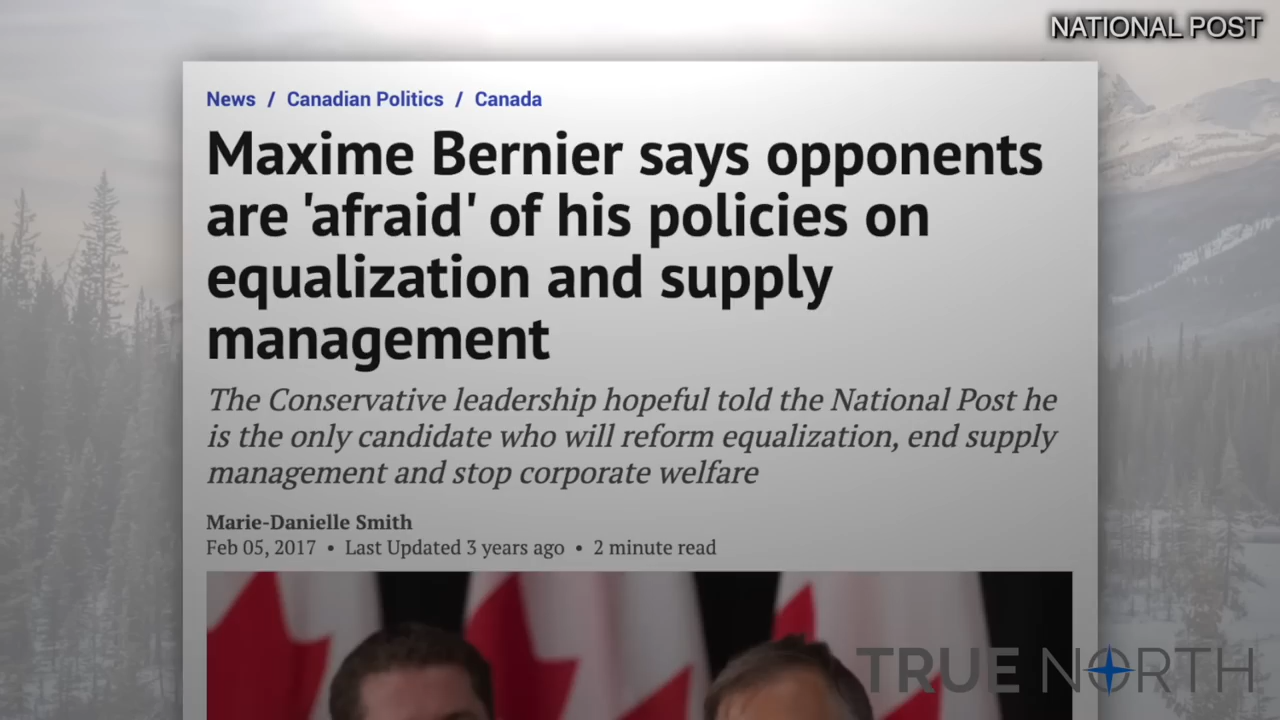 NATIONAL POST
News / Canadian Politics / Canada
Maxime Bernier says opponents
are 'afraid' of his policies on
equalization and supply
management
The Conservative leadership hopeful told the National Post he
is the only candidate who will reform equalization, end supply
management and stop corporate welfare
Marie-Danielle Smith
Feb 05, 2017 • Last Updated 3 years ago • 2 minute read
TRUE NORTH